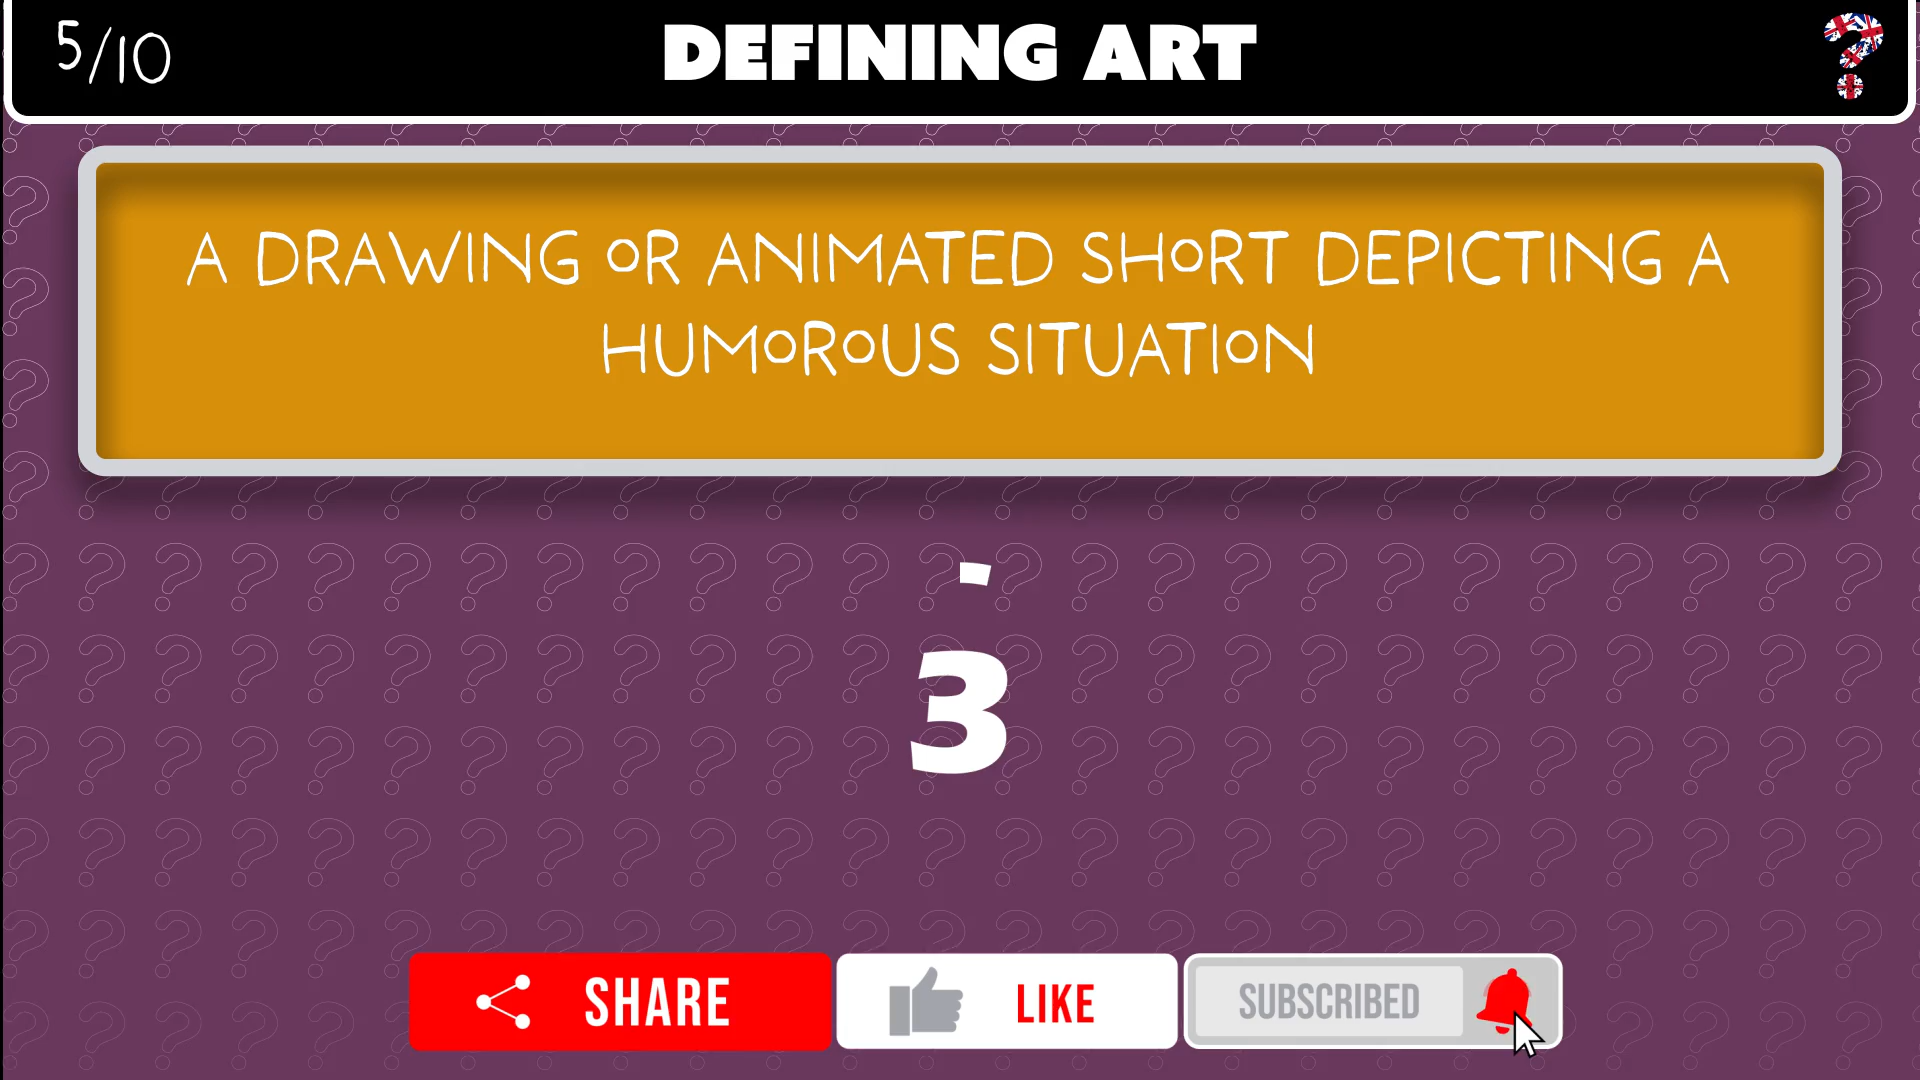 5/10
DEFINING ART
?
A DRAWING OR ANIMATED SHORT DEPICTING A
HUMOROUS SITUATION
3
SHARE
LIKE
SUBSCRIBED